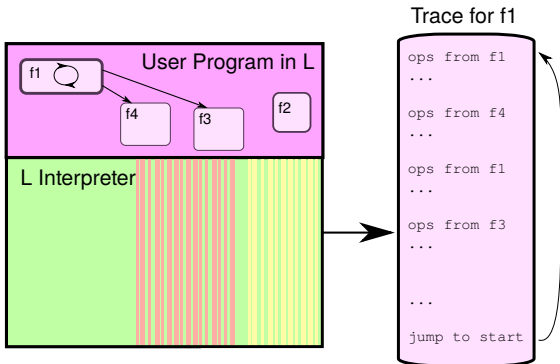 Trace for f1
User Program in L
f1
f4
f3
f2
L Interpreter
ops from f1
...
ops from f4
...
ops from f1
...
ops from f3
...
...
jump to start